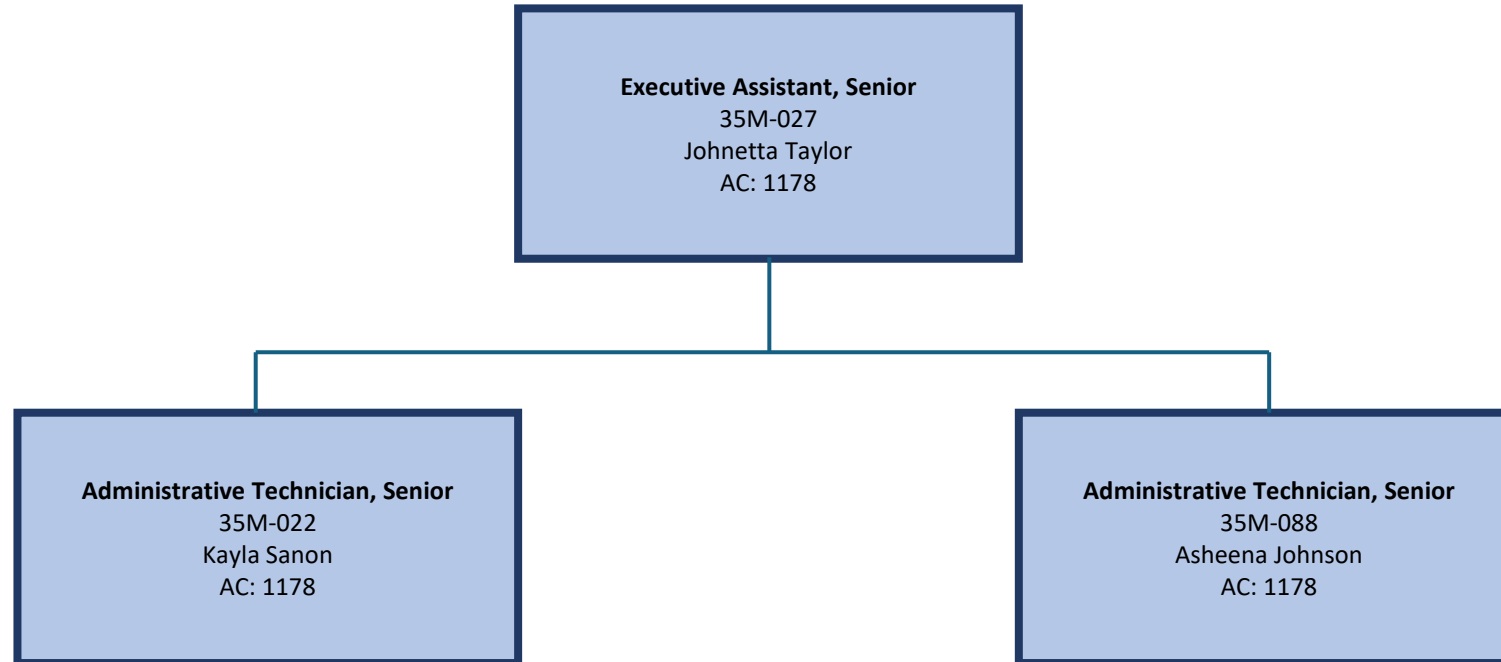 Executive Assistant, Senior
35M-027
Johnetta Taylor
AC: 1178
Administrative Technician, Senior
35M-022
Kayla Sanon
AC: 1178
Administrative Technician, Senior
35M-088
Asheena Johnson
AC: 1178